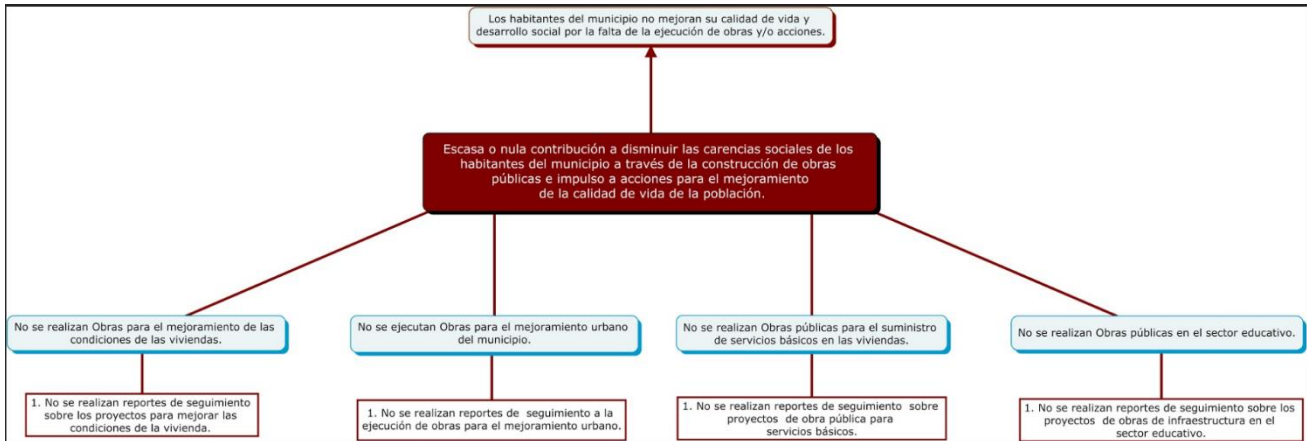 Los habitantes del municipio no mejoran su calidad de vida y
desarrollo social por la falta de la ejecución de obras y/o acciones.
Escasa o nula contribución a disminuir las carencias sociales de los
habitantes del municipio a través de la construcción de obras
públicas e impulso a acciones para el mejoramiento
de la calidad de vida de la población.
No se realizan Obras para el mejoramiento de las
condiciones de las viviendas.
No se ejecutan Obras para el mejoramiento urbano
del municipio.
No se realizan Obras públicas para el suministro
de servicios básicos en las viviendas.
No se realizan Obras públicas en el sector educativo.
1. No se realizan reportes de seguimiento
sobre los proyectos para mejorar las
condiciones de la vivienda.
1. No se realizan reportes de seguimiento a la
ejecución de obras para el mejoramiento urbano.
1. No se realizan reportes de seguimiento sobre
proyectos de obra pública para
servicios básicos.
1. No se realizan reportes de seguimiento sobre los
proyectos de obras de infraestructura en el
sector educativo.